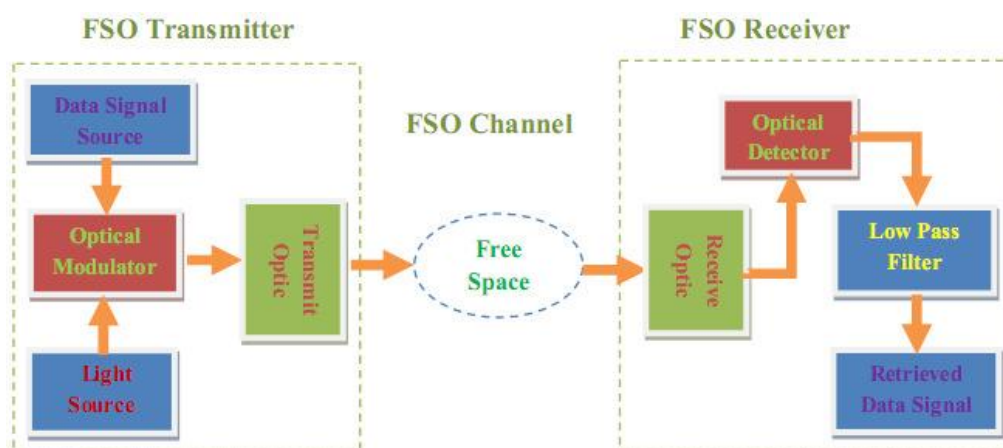 FSO Transmitter
Data Signal
Source
Optical
Modulator
Light
Source
Transmit
Optic
FSO Channel
Free
Space
FSO Receiver
Receive
Optic
Optical
Detector
Low Pass
Filter
Retrieved
Data Signal